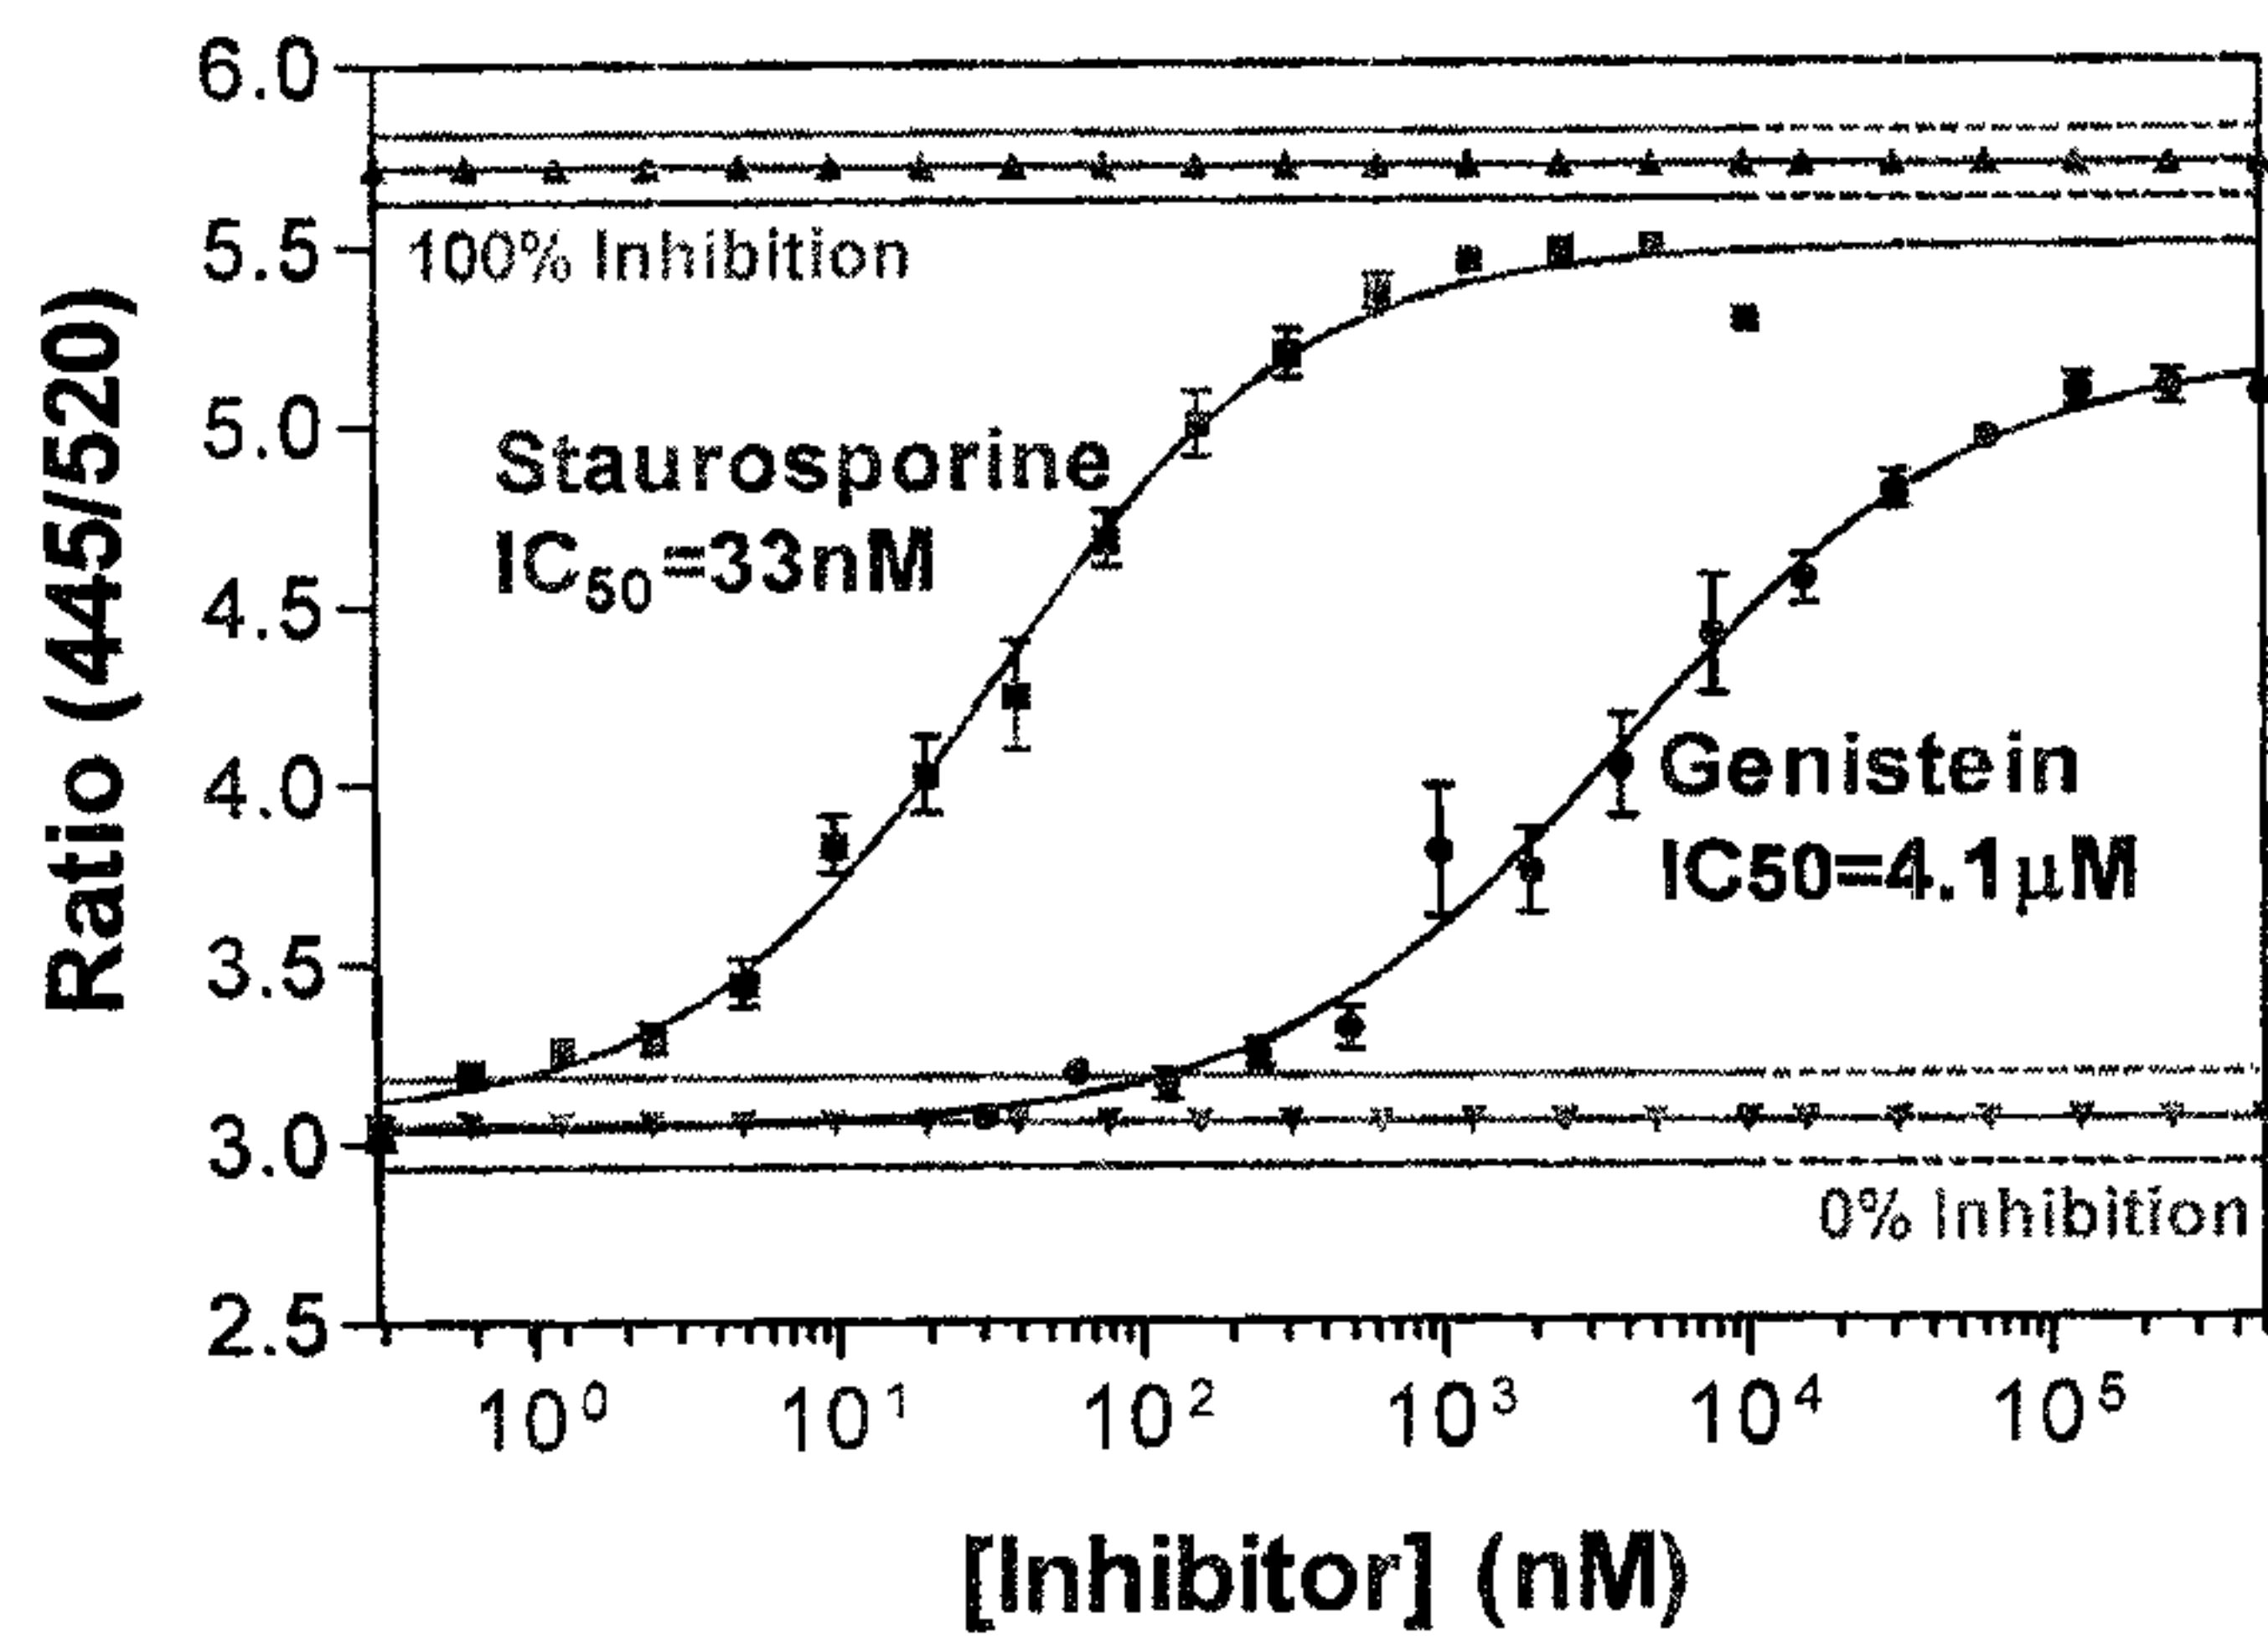 6.0
5.5
5.0
4.5
4.0
3.5
3.0
2.5
Ratio (445/520)
100% Inhibition
Staurosporine
IC₅₀=33nM
Genistein
IC50=4.1μM
0% Inhibition
10⁰ 10¹ 10² 10³ 10⁴ 10⁵
[Inhibitor] (nM)